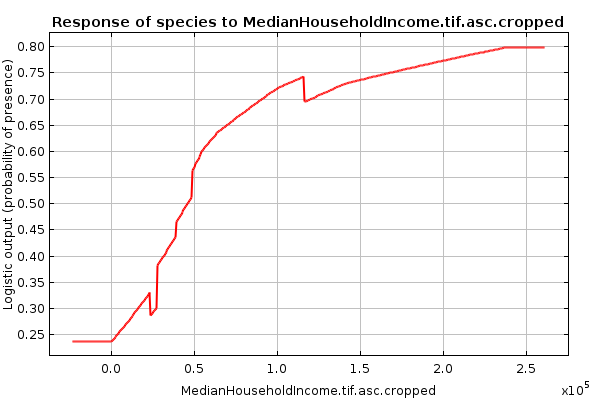 Response of species to MedianHouseholdIncome.tif.asc.cropped
Logistic output (probability of presence)
0.80
0.75
0.70
0.65
0.60
0.55
0.50
0.45
0.40
0.35
0.30
0.25
0.0 0.5 1.0 1.5 2.0 2.5
MedianHouseholdIncome.tif.asc.cropped
x10⁵